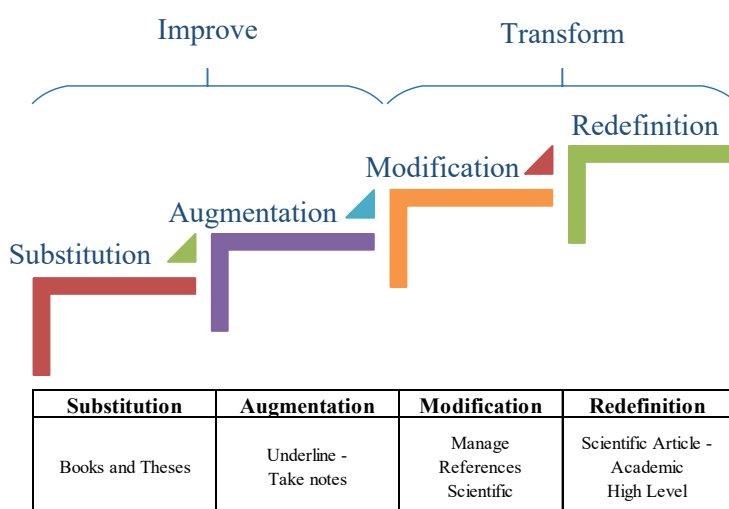 Improve
Transform
Redefinition
Modification
Augmentation
Substitution
Substitution Augmentation Modification Redefinition
Books and Theses
Underline -
Take notes
Manage
References
Scientific
Scientific Article -
Academic
High Level